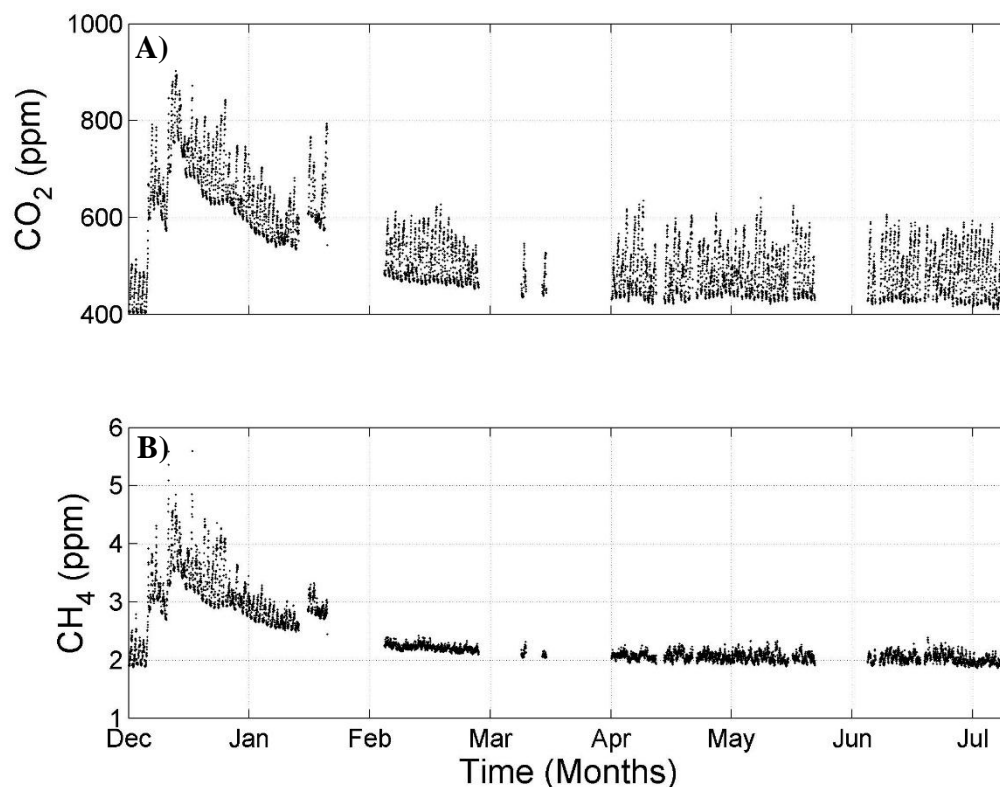 A)
1000
800
600
400
CO₂ (ppm)
B)
6
5
4
3
2
1
CH₄ (ppm)
Dec Jan Feb Mar Apr May Jun Jul
Time (Months)